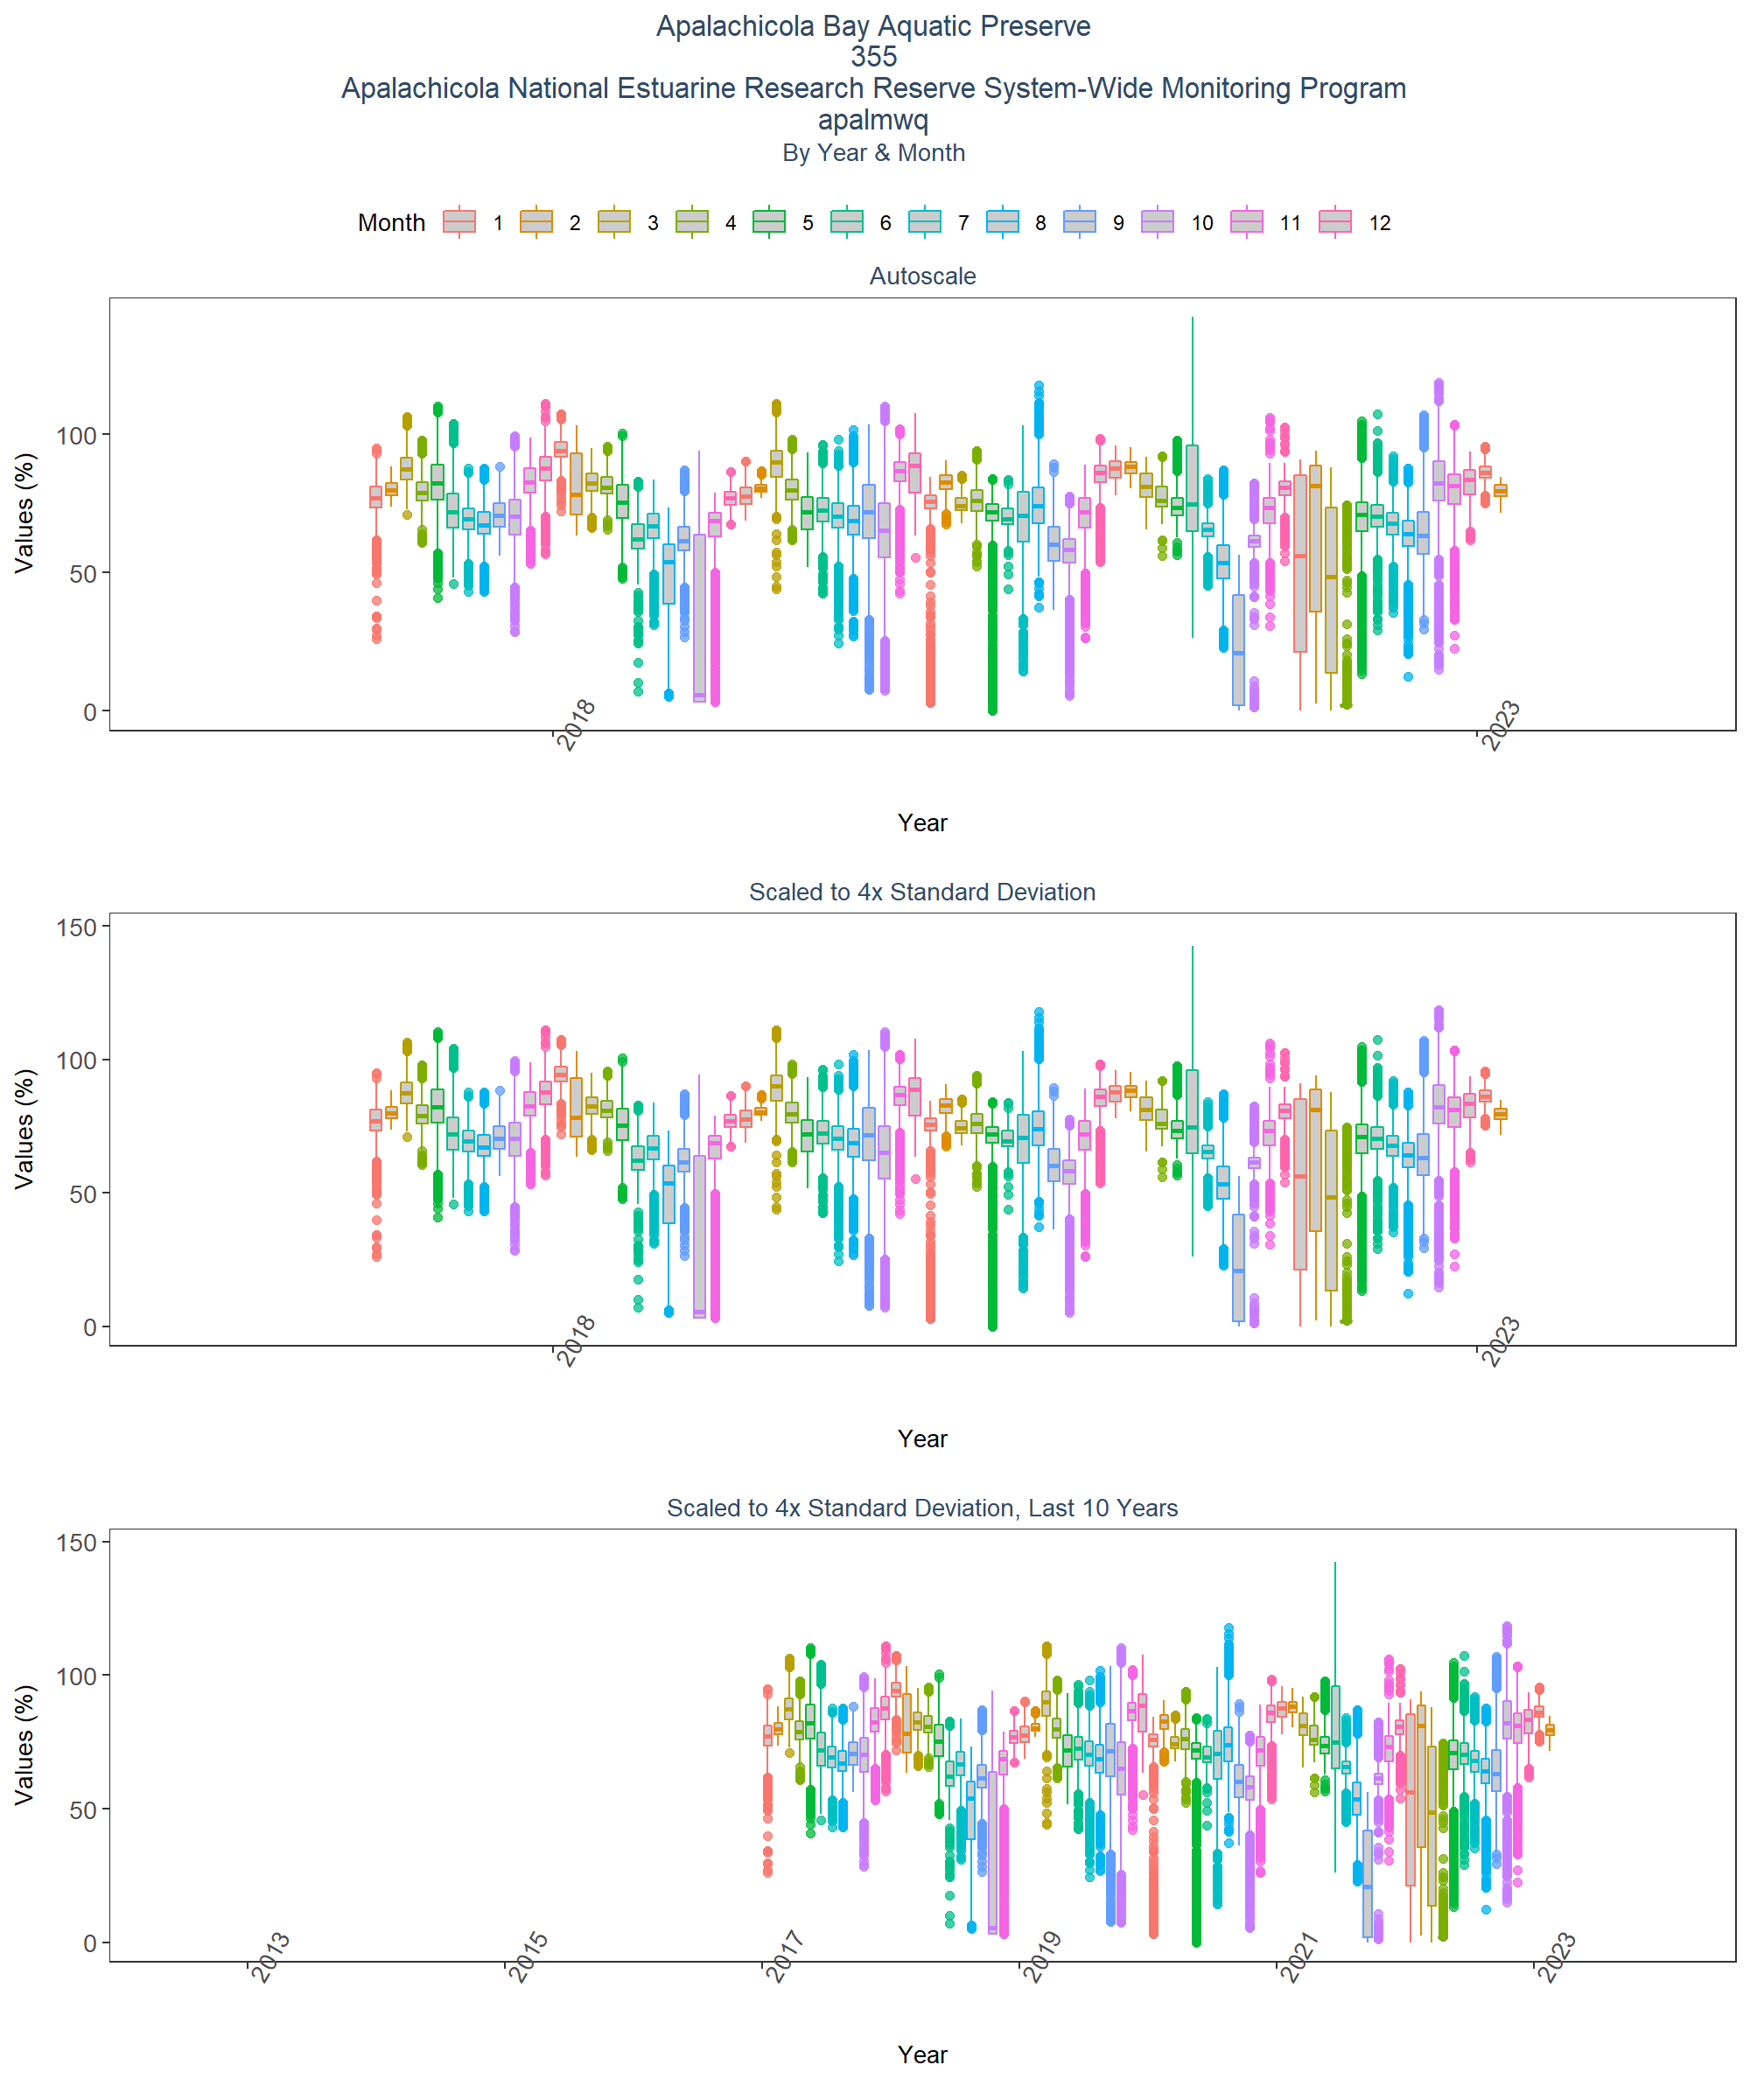 Apalachicola Bay Aquatic Preserve
355
Apalachicola National Estuarine Research Reserve System-Wide Monitoring Program
apalmwq
By Year & Month
Month 1 2 3 4 5 6 7 8 9 10 11 12
Autoscale
Values (%)
100
50
0
2018 2023
Year
Scaled to 4x Standard Deviation
Values (%)
150
100
50
0
2018 2023
Year
Scaled to 4x Standard Deviation, Last 10 Years
Values (%)
150
100
50
0
2013 2015 2017 2019 2021 2023
Year